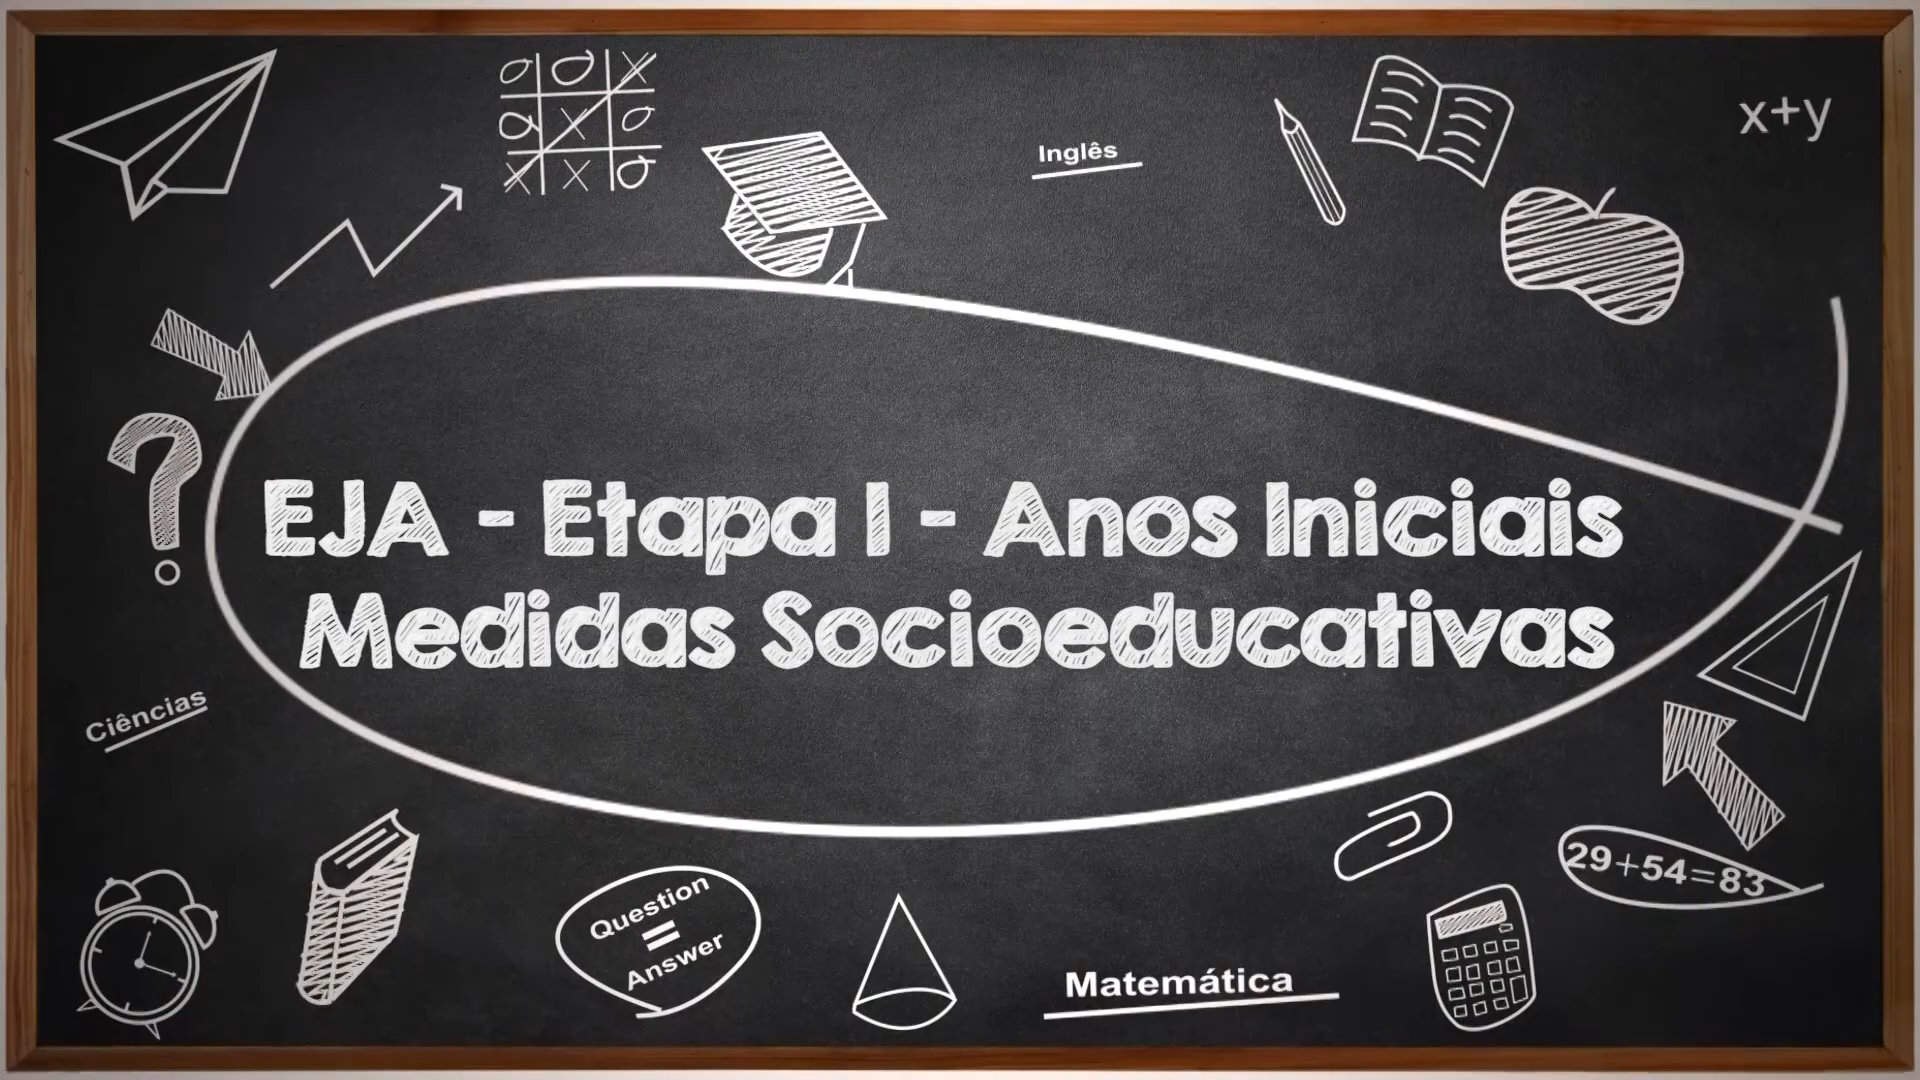 x+y
Inglês
EJA - Etapa I - Anos Iniciais
Medidas Socioeducativas
Ciências
29+54=83
Question
=
Answer
Matemática